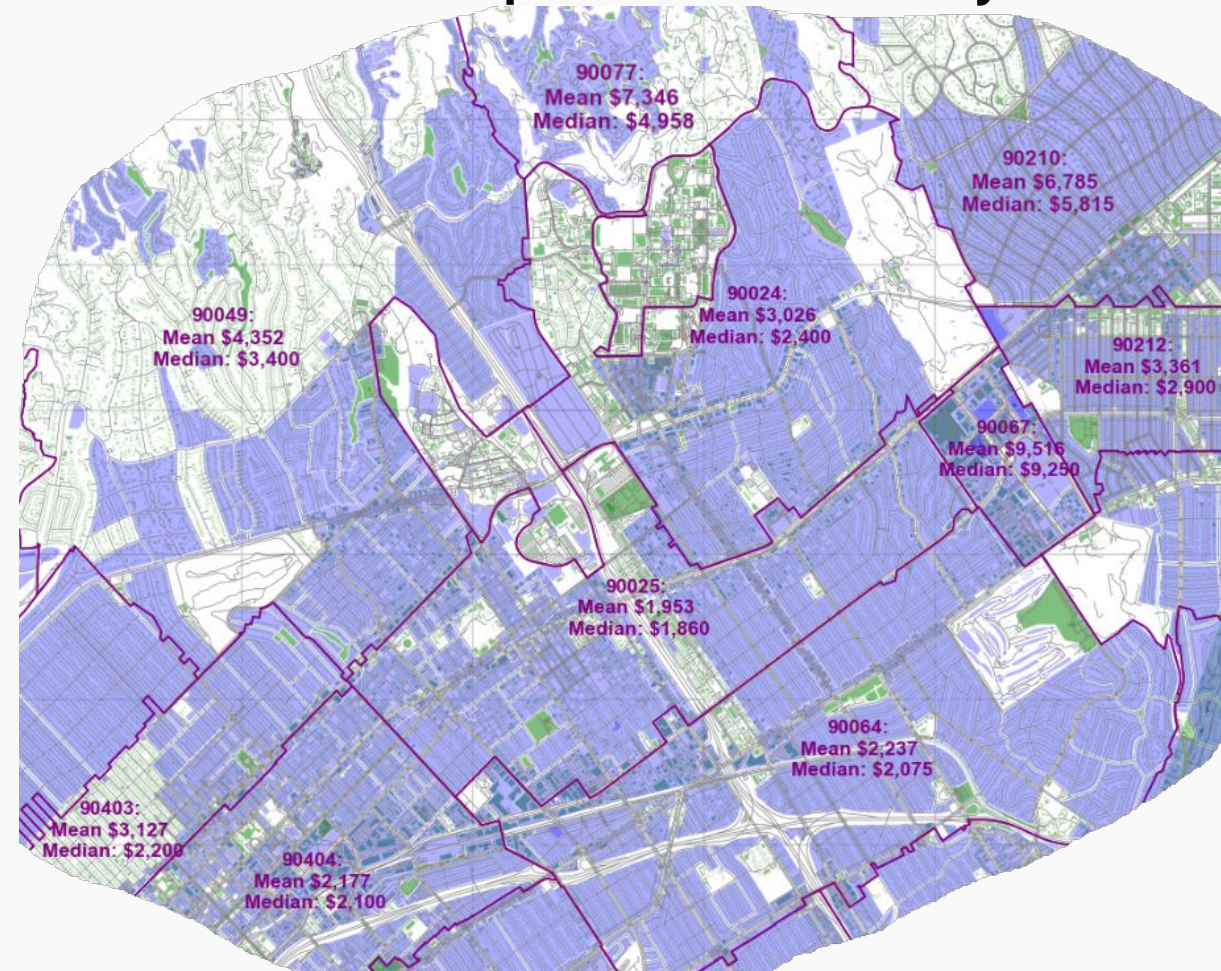 90077:
Mean $7,346
Median: $4,958
90210:
Mean $6,785
Median: $5,815
90049:
Mean $4,352
Median: $3,400
90024:
Mean $3,026
Median: $2,400
90212:
Mean $3,361
Median: $2,900
90067:
Mean $9,516
Median: $9,250
90025:
Mean $1,953
Median: $1,860
90064:
Mean $2,237
Median: $2,075
90403:
Mean $3,127
Median: $2,200
90404:
Mean $2,177
Median: $2,100